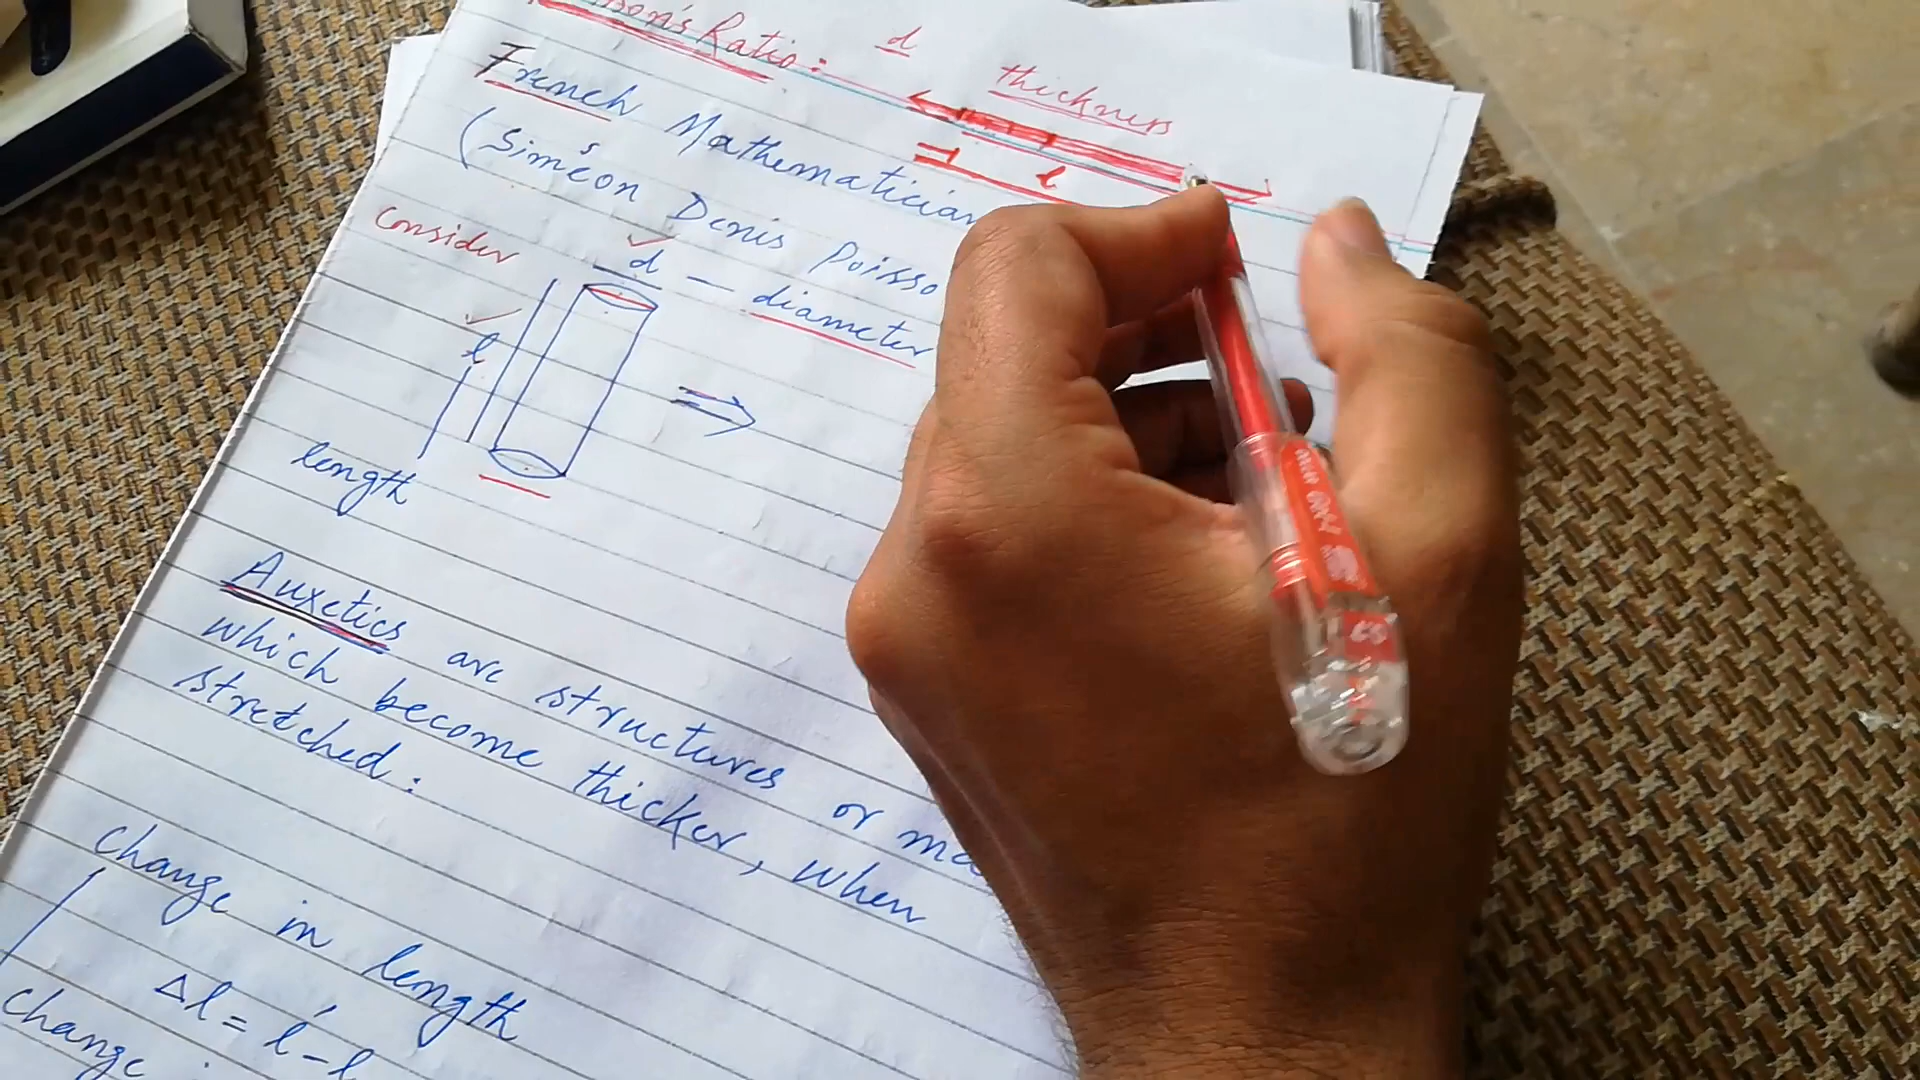 Ratio:
d
thickness
French Mathematician
l
(Siméon Denis Poisso
s
Consider
d — diameter
l
length
Auxetics are structures or ma
which become thicker, when
stretched:
Change in length
Δl = l' - l
Change